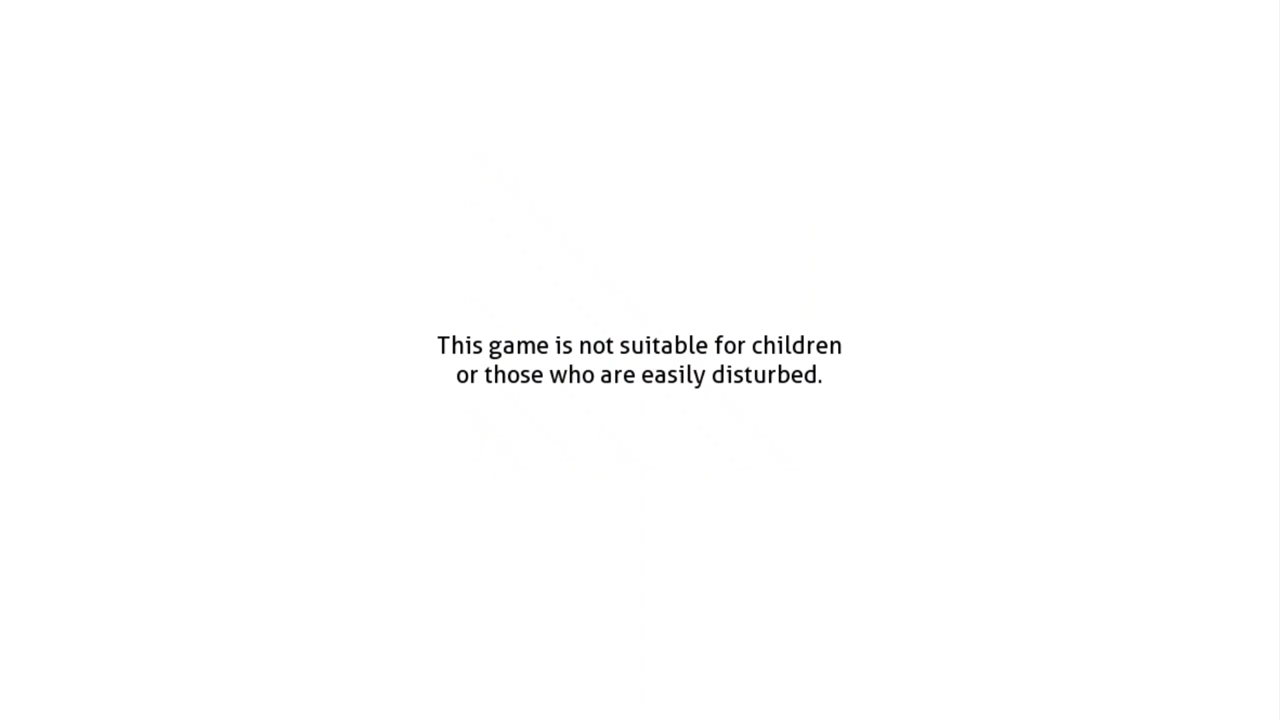 This game is not suitable for children
or those who are easily disturbed.